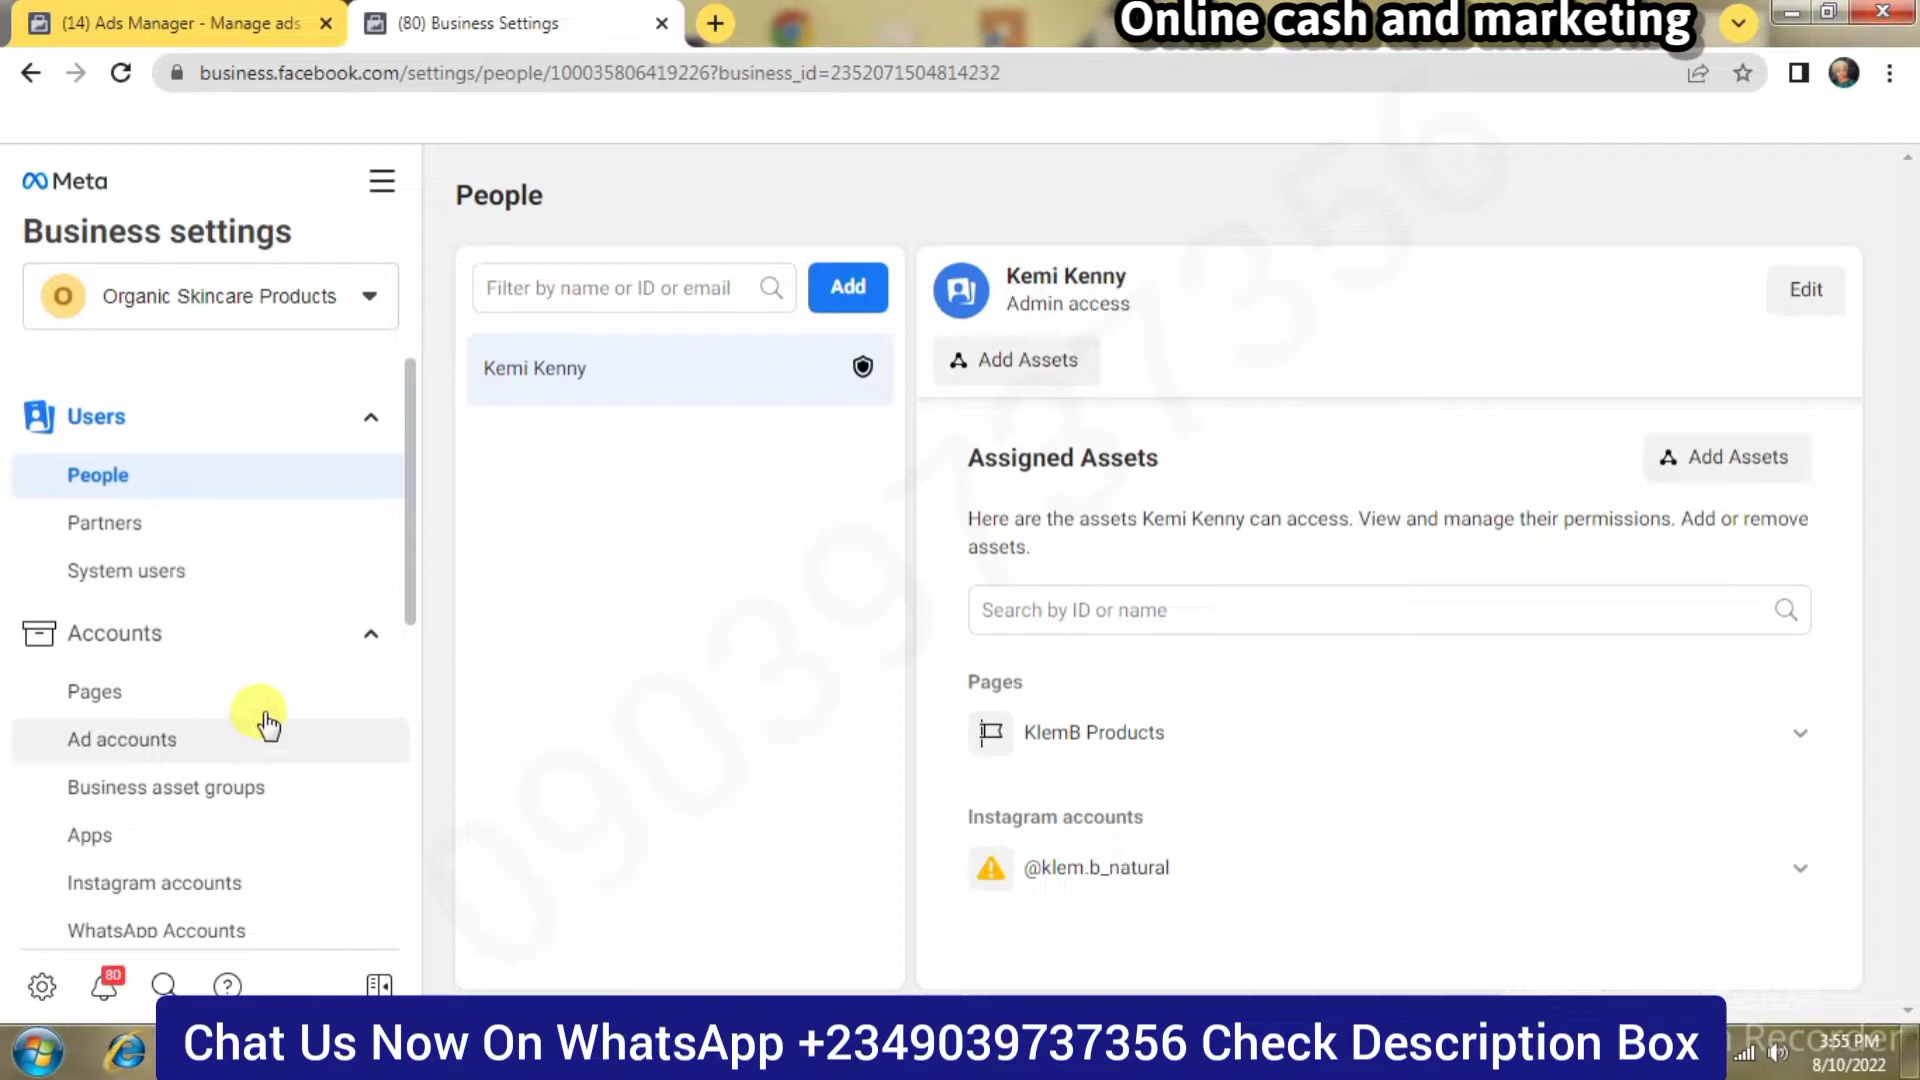 (14) Ads Manager - Manage ads
(80) Business Settings
Online cash and marketing
business.facebook.com/settings/people/100035806419226?business_id=2352071504814232
Meta
Business settings
O
Organic Skincare Products
Users
People
Partners
System users
Accounts
Pages
Ad accounts
Business asset groups
Apps
Instagram accounts
WhatsApp Accounts
80
People
Filter by name or ID or email
Add
Kemi Kenny
Kemi Kenny
Admin access
Edit
Add Assets
Assigned Assets
Add Assets
Here are the assets Kemi Kenny can access. View and manage their permissions. Add or remove
assets.
Search by ID or name
Pages
KlemB Products
Instagram accounts
@klem.b_natural
09039737356
Chat Us Now On WhatsApp +2349039737356 Check Description Box
Recorder
3:55 PM
8/10/2022